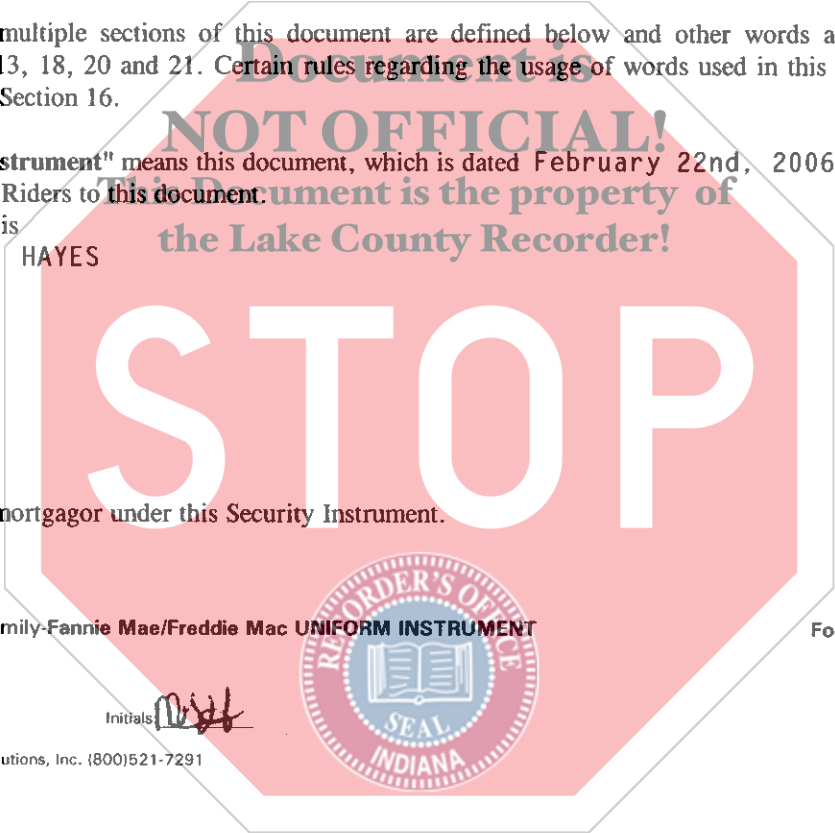 multiple sections of this document are defined below and other words a
13, 18, 20 and 21. Certain rules regarding the usage of words used in this
Section 16.
Document is
NOT OFFICIAL!
This Document is the property of
the Lake County Recorder!
strument" means this document, which is dated February 22nd, 2006
Riders to this document.
is
HAYES
STOP
mortgagor under this Security Instrument.
RECORDER'S OFFICE
SEAL
INDIANA
mily-Fannie Mae/Freddie Mac UNIFORM INSTRUMENT Fo
Initials
utions, Inc. (800)521-7291